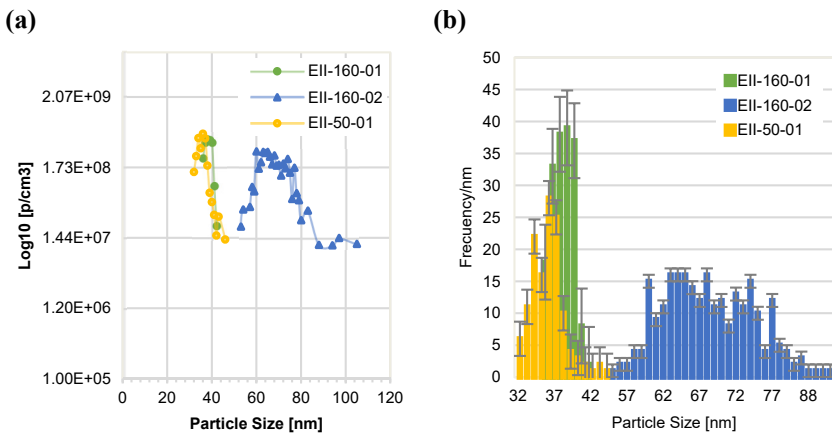 (a)
EII-160-01
EII-160-02
EII-50-01
2.07E+09
1.73E+08
1.44E+07
1.20E+06
1.00E+05
Log10 [p/cm3]
0 20 40 60 80 100 120
Particle Size [nm]
(b)
EII-160-01
EII-160-02
EII-50-01
50
45
40
35
30
25
20
15
10
5
0
Frecuency/nm
32 37 42 57 62 67 72 77 88
Particle Size [nm]